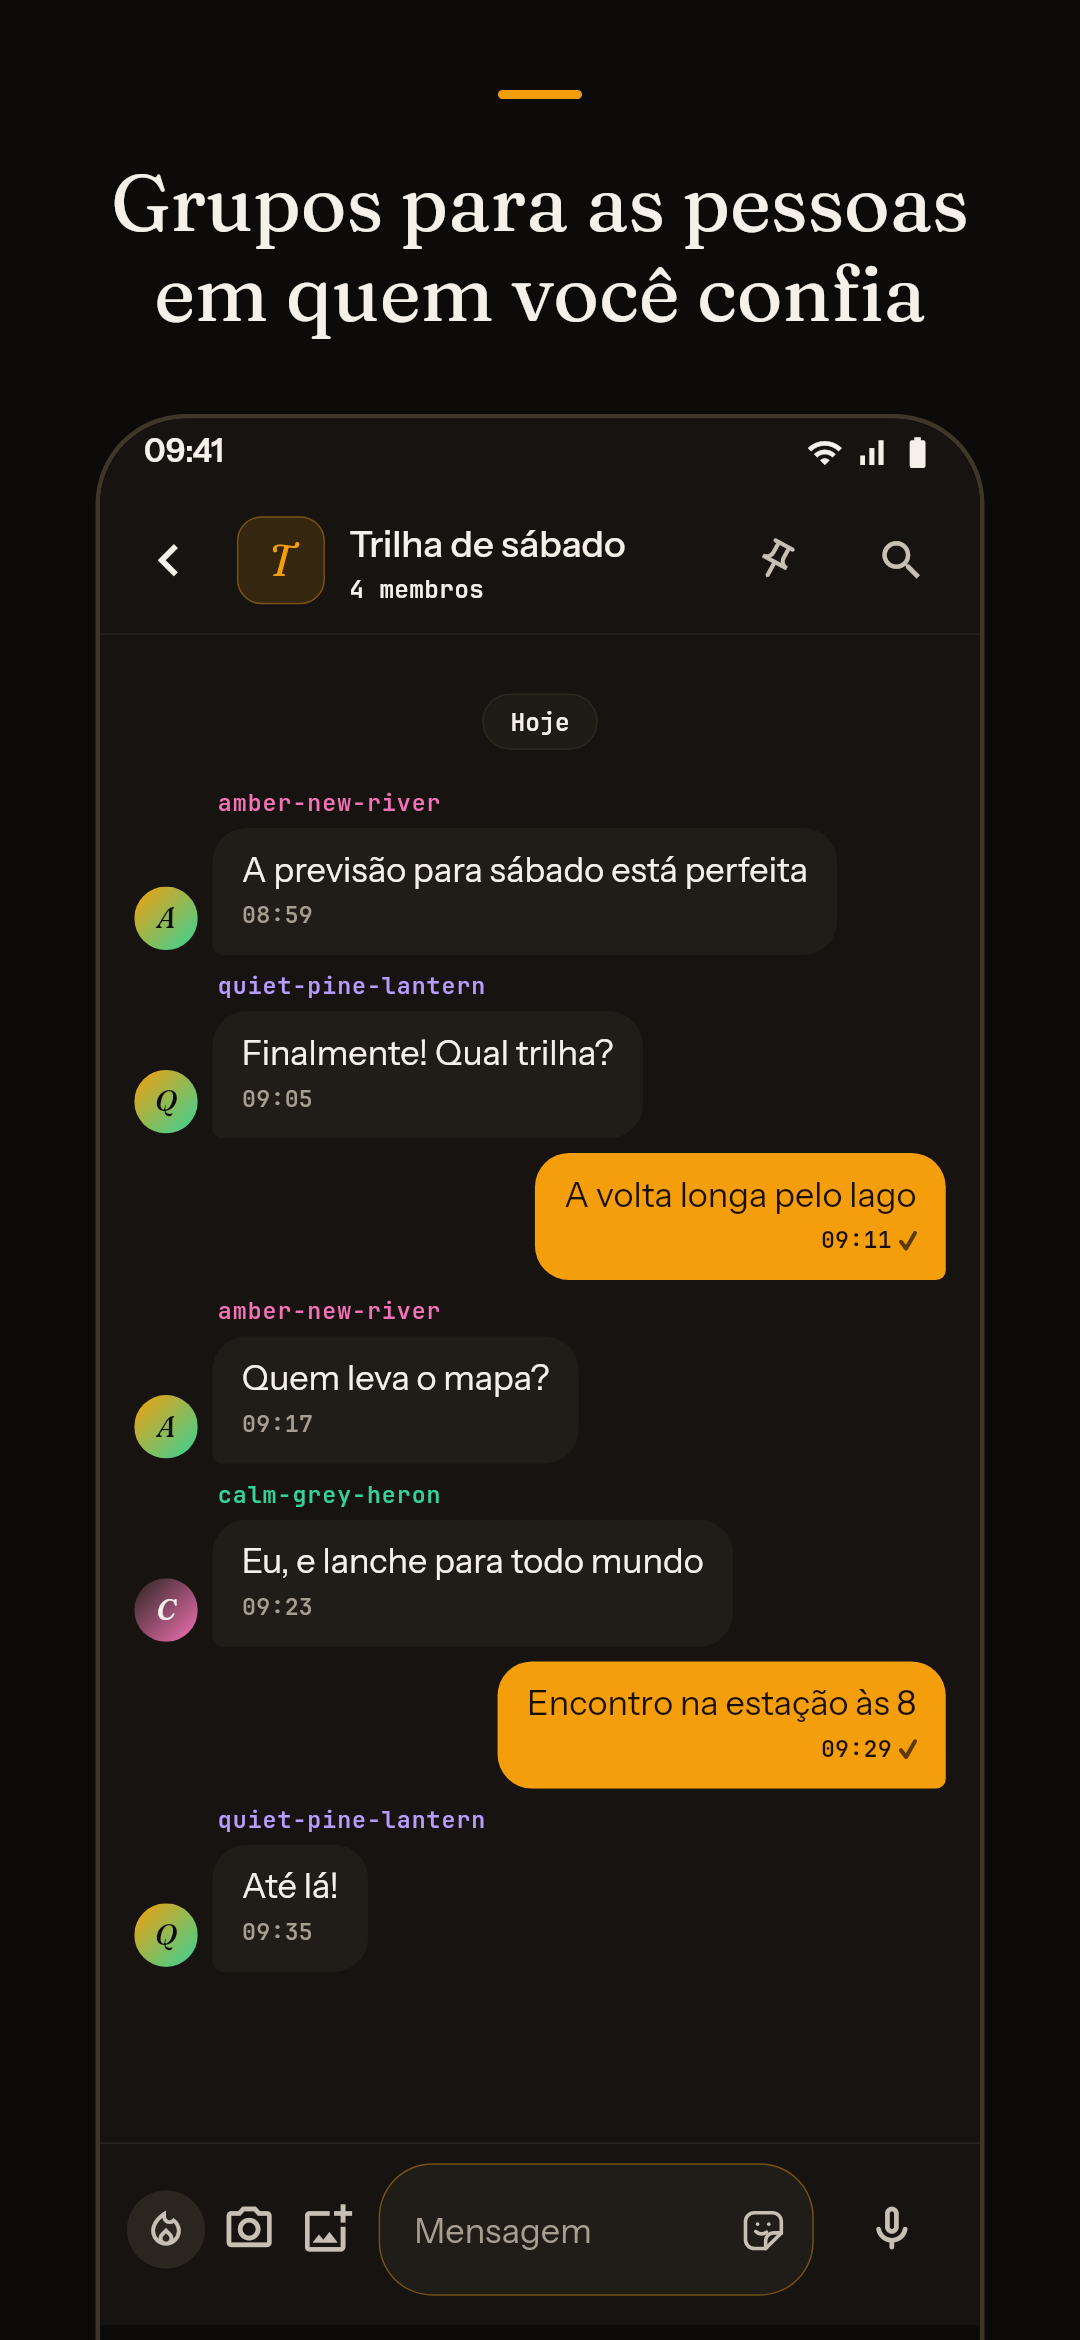 Grupos para as pessoas
em quem você confia
09:41
T
Trilha de sábado
4 membros
Hoje
amber-new-river
A previsão para sábado está perfeita
08:59
A
quiet-pine-lantern
Finalmente! Qual trilha?
09:05
Q
A volta longa pelo lago
09:11
amber-new-river
Quem leva o mapa?
09:17
A
calm-grey-heron
Eu, e lanche para todo mundo
09:23
C
Encontro na estação às 8
09:29
quiet-pine-lantern
Até lá!
09:35
Q
Mensagem